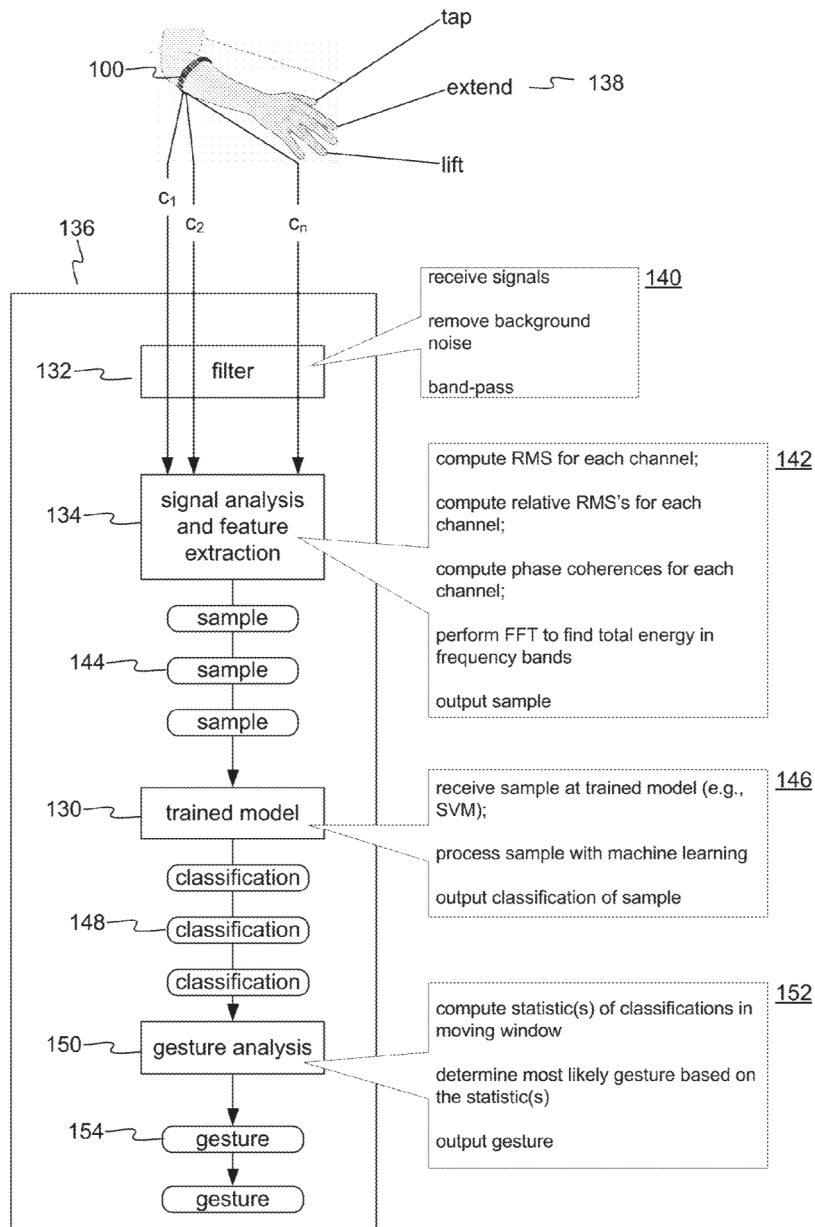 tap
100
extend
138
lift
c1
c2
cn
136
receive signals
140
remove background
noise
band-pass
132
filter
compute RMS for each channel;
142
compute relative RMS's for each
channel;
compute phase coherences for each
channel;
perform FFT to find total energy in
frequency bands
output sample
134
signal analysis
and feature
extraction
sample
144
sample
sample
130
trained model
receive sample at trained model (e.g.,
SVM);
146
process sample with machine learning
output classification of sample
classification
148
classification
classification
150
gesture analysis
compute statistic(s) of classifications in
moving window
152
determine most likely gesture based on
the statistic(s)
output gesture
154
gesture
gesture